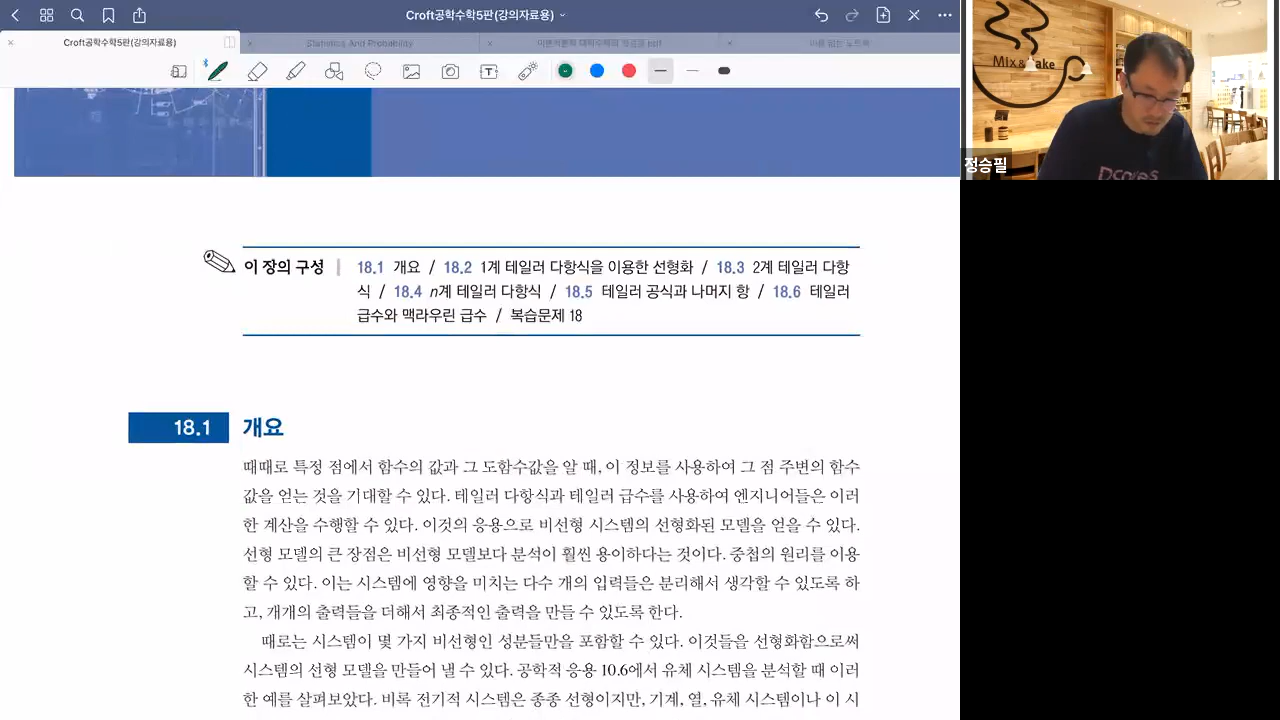 Croft공학수학5판(강의자료용)
Croft공학수학5판(강의자료용)
Statistics And Probability
이 장의 구성 | 18.1 개요 / 18.2 1계 테일러 다항식을 이용한 선형화 / 18.3 2계 테일러 다항
식 / 18.4 n계 테일러 다항식 / 18.5 테일러 공식과 나머지 항 / 18.6 테일러
급수와 맥라우린 급수 / 복습문제 18
18.1 개요
때때로 특정 점에서 함수의 값과 그 도함수값을 알 때, 이 정보를 사용하여 그 점 주변의 함수
값을 얻는 것을 기대할 수 있다. 테일러 다항식과 테일러 급수를 사용하여 엔지니어들은 이러
한 계산을 수행할 수 있다. 이것의 응용으로 비선형 시스템의 선형화된 모델을 얻을 수 있다.
선형 모델의 큰 장점은 비선형 모델보다 분석이 훨씬 용이하다는 것이다. 중첩의 원리를 이용
할 수 있다. 이는 시스템에 영향을 미치는 다수 개의 입력들은 분리해서 생각할 수 있도록 하
고, 개개의 출력들을 더해서 최종적인 출력을 만들 수 있도록 한다.
때로는 시스템이 몇 가지 비선형인 성분들만을 포함할 수 있다. 이것들을 선형화함으로써
시스템의 선형 모델을 만들어 낼 수 있다. 공학적 응용 10.6에서 유체 시스템을 분석할 때 이러
한 예를 살펴보았다. 비록 전기적 시스템은 종종 선형이지만, 기계, 열, 유체 시스템이나 이 시
정승필